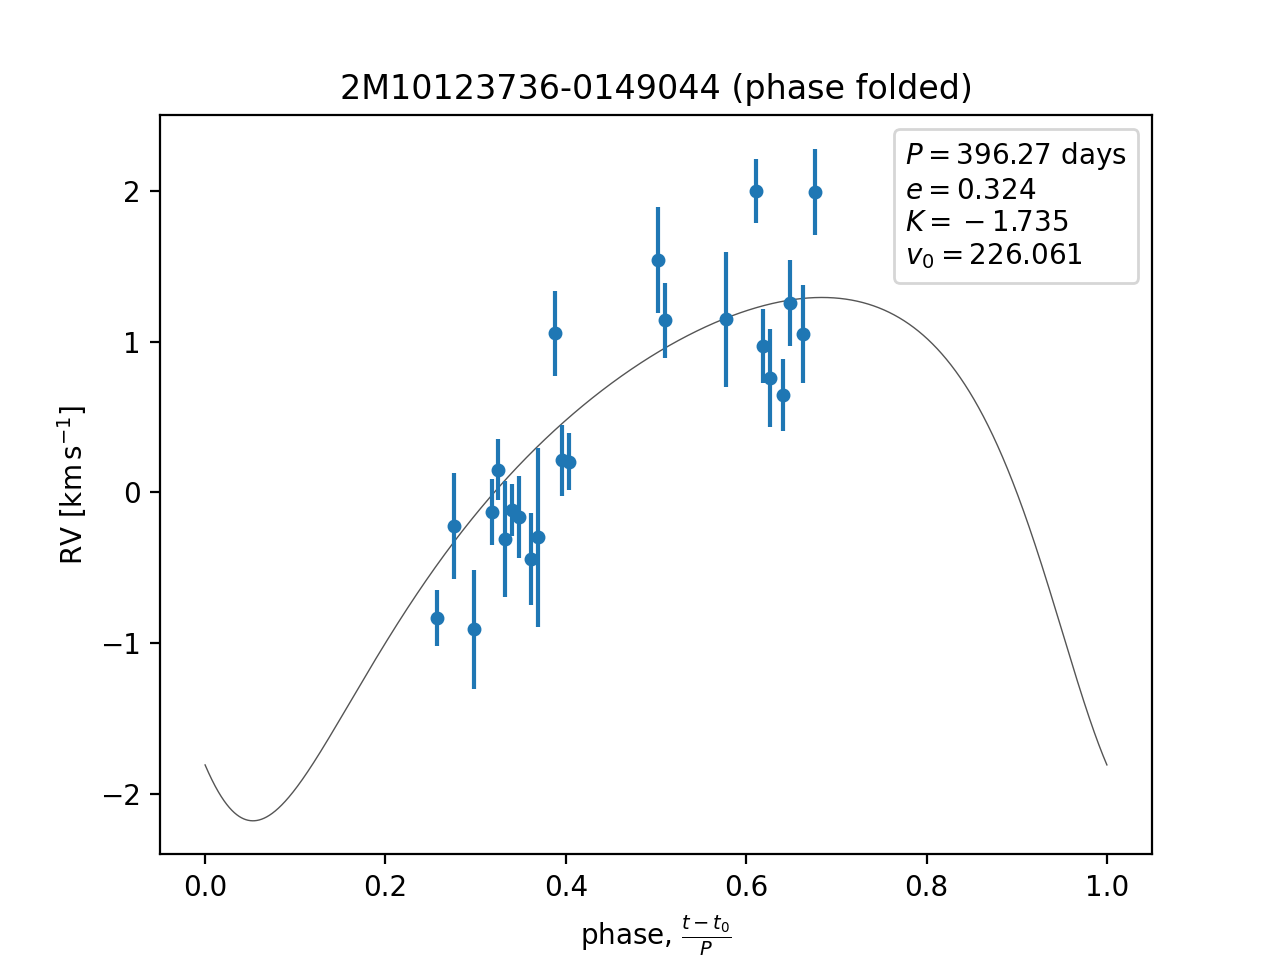 2M10123736-0149044 (phase folded)
P = 396.27 days
e = 0.324
K = −1.735
v₀ = 226.061
RV [km s⁻¹]
2
1
0
−1
−2
0.0 0.2 0.4 0.6 0.8 1.0
phase, (t − t₀)/P